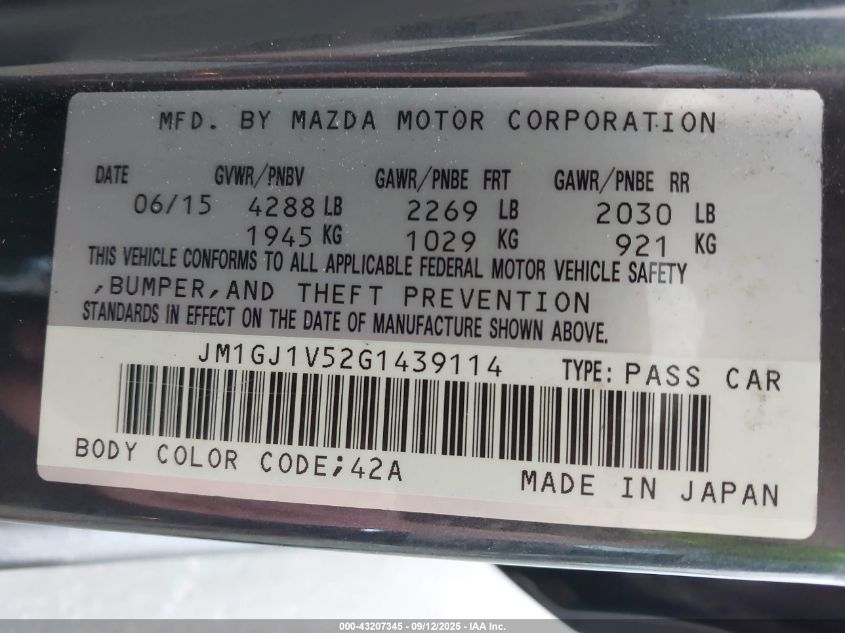 MFD. BY MAZDA MOTOR CORPORATION
DATE GVWR/PNBV GAWR/PNBE FRT GAWR/PNBE RR
06/15 4288 LB 2269 LB 2030 LB
1945 KG 1029 KG 921 KG
THIS VEHICLE CONFORMS TO ALL APPLICABLE FEDERAL MOTOR VEHICLE SAFETY
,BUMPER,AND THEFT PREVENTION
STANDARDS IN EFFECT ON THE DATE OF MANUFACTURE SHOWN ABOVE.
JM1GJ1V52G1439114 TYPE: PASS CAR
BODY COLOR CODE;42A MADE IN JAPAN
000-43207345 - 09/12/2025 - IAA Inc.